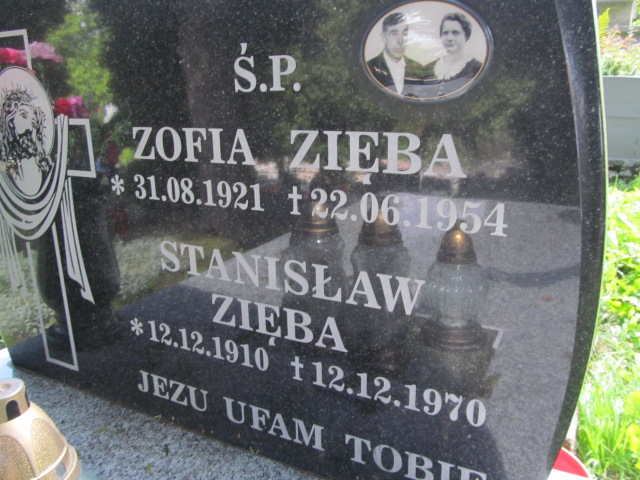 Ś.P.
ZOFIA ZIĘBA
* 31.08.1921 † 22.06.1954
STANISŁAW
ZIĘBA
* 12.12.1910 † 12.12.1970
JEZU UFAM TOBIE